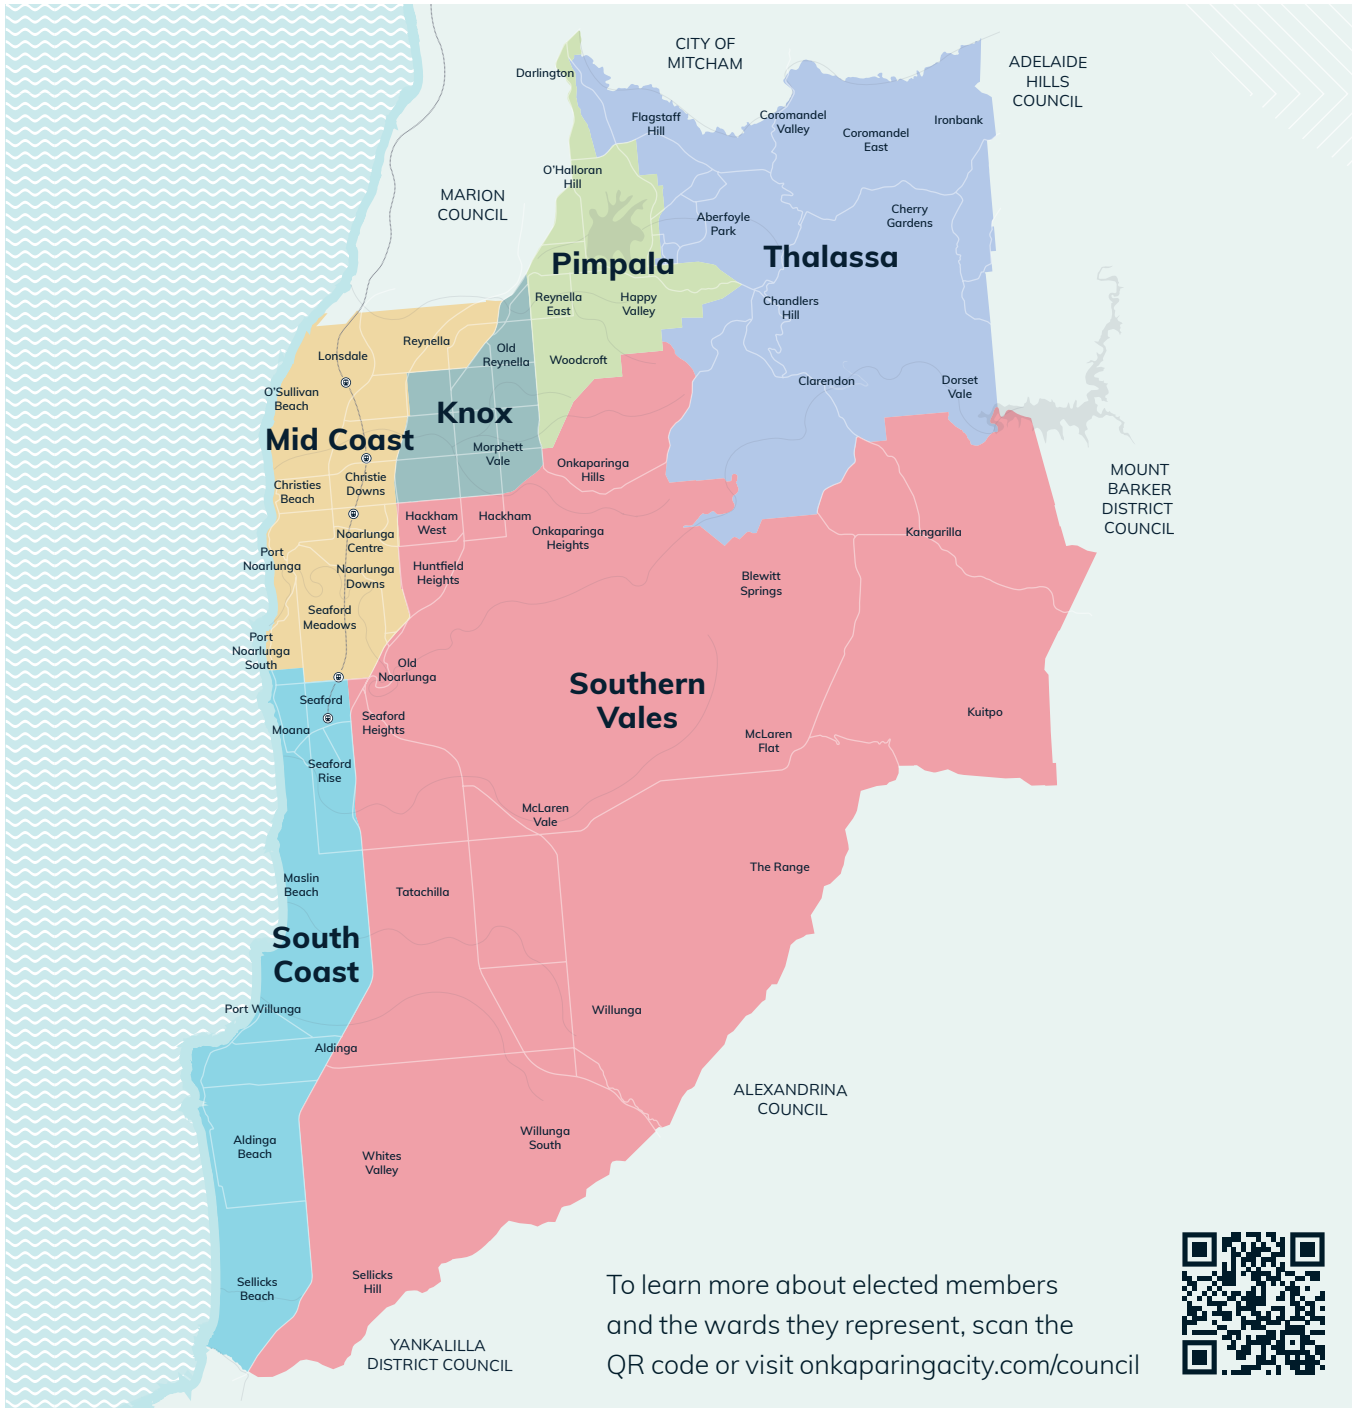 CITY OF
MITCHAM
ADELAIDE
HILLS
COUNCIL
Darlington
Flagstaff
Hill
Coromandel
Valley
Coromandel
East
Ironbank
O'Halloran
Hill
MARION
COUNCIL
Aberfoyle
Park
Cherry
Gardens
Pimpala
Thalassa
Reynella
East
Happy
Valley
Chandlers
Hill
Reynella
Lonsdale
Old
Reynella
Woodcroft
O'Sullivan
Beach
Clarendon
Dorset
Vale
Knox
Mid Coast
Morphett
Vale
Onkaparinga
Hills
Christies
Beach
Christie
Downs
MOUNT
BARKER
DISTRICT
COUNCIL
Hackham
West
Hackham
Onkaparinga
Heights
Kangarilla
Noarlunga
Centre
Port
Noarlunga
Noarlunga
Downs
Huntfield
Heights
Blewitt
Springs
Seaford
Meadows
Port
Noarlunga
South
Old
Noarlunga
Southern
Vales
Seaford
Moana
Seaford
Heights
Kuitpo
McLaren
Flat
Seaford
Rise
McLaren
Vale
The Range
Maslin
Beach
Tatachilla
South
Coast
Port Willunga
Willunga
Aldinga
ALEXANDRINA
COUNCIL
Aldinga
Beach
Willunga
South
Whites
Valley
Sellicks
Beach
Sellicks
Hill
YANKALILLA
DISTRICT COUNCIL
To learn more about elected members
and the wards they represent, scan the
QR code or visit onkaparingacity.com/council